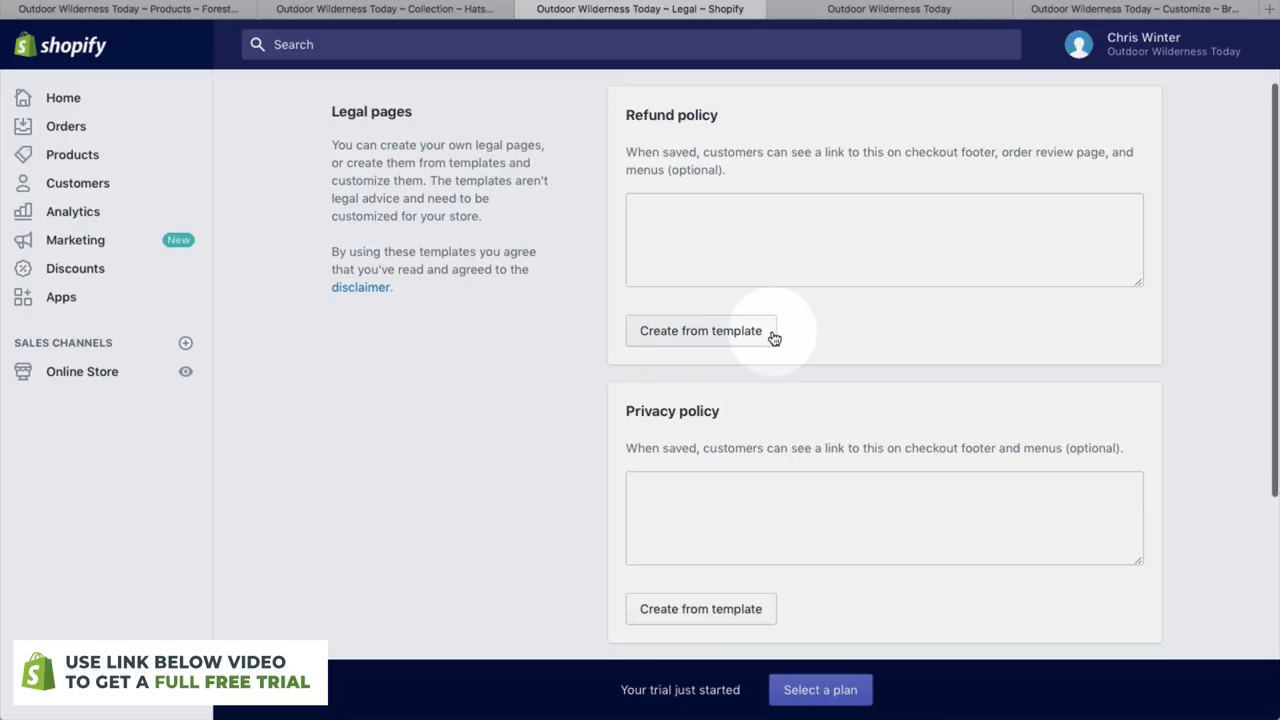 Outdoor Wilderness Today ~ Products ~ Forest...
Outdoor Wilderness Today ~ Collection ~ Hats...
Outdoor Wilderness Today ~ Legal ~ Shopify
Outdoor Wilderness Today
Outdoor Wilderness Today ~ Customize ~ Br...
shopify
Search
Chris Winter
Outdoor Wilderness Today
Home
Orders
Products
Customers
Analytics
Marketing
New
Discounts
Apps
SALES CHANNELS
Online Store
Legal pages
You can create your own legal pages,
or create them from templates and
customize them. The templates aren't
legal advice and need to be
customized for your store.
By using these templates you agree
that you've read and agreed to the
disclaimer.
Refund policy
When saved, customers can see a link to this on checkout footer, order review page, and
menus (optional).
Create from template
Privacy policy
When saved, customers can see a link to this on checkout footer and menus (optional).
Create from template
USE LINK BELOW VIDEO
TO GET A FULL FREE TRIAL
Your trial just started
Select a plan